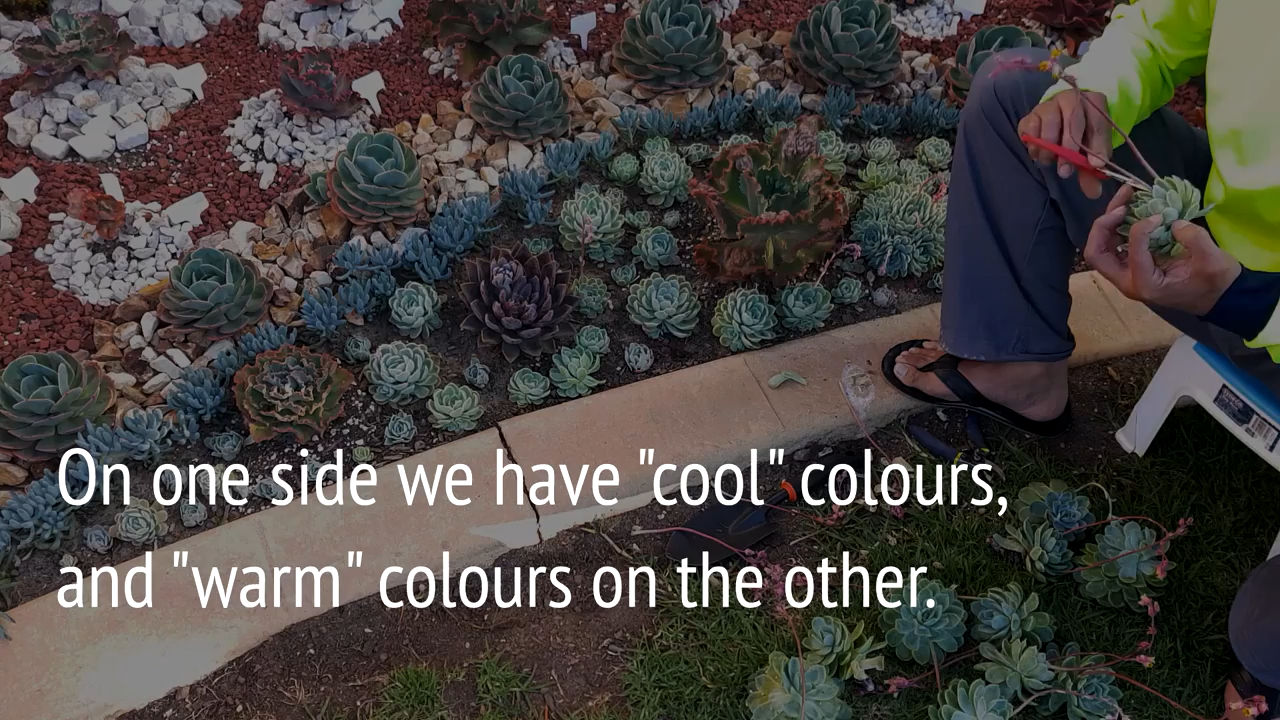 On one side we have "cool" colours,
and "warm" colours on the other.